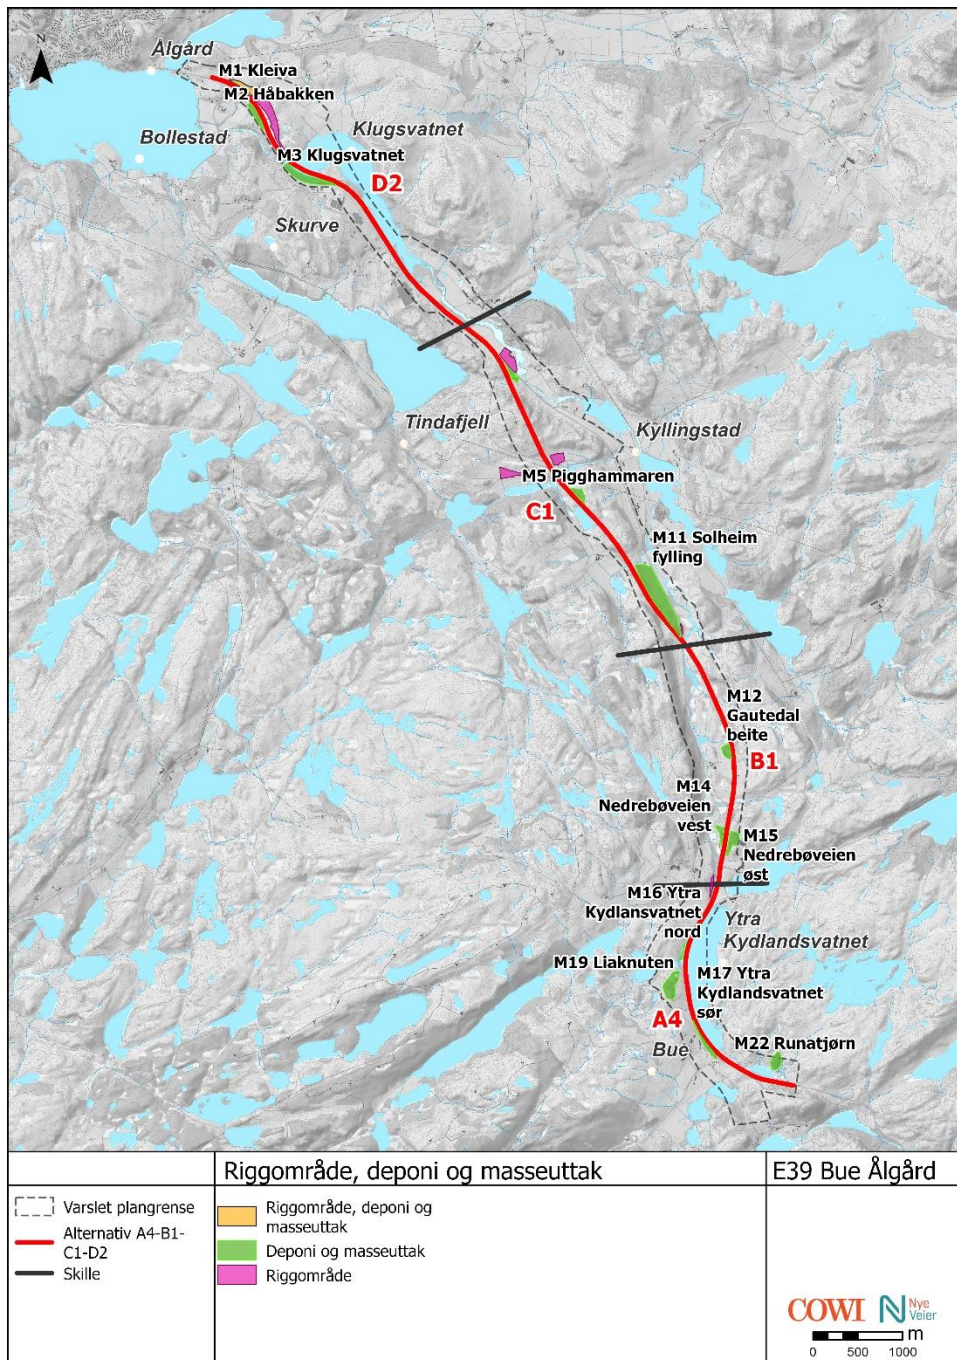 N
Ålgård
M1 Kleiva
M2 Håbakken
Bollestad
Klugsvatnet
M3 Klugsvatnet
D2
Skurve
Tindafjell
Kyllingstad
M5 Pigghammaren
C1
M11 Solheim
fylling
M12
Gautedal
beite
B1
M14
Nedrebøveien
vest
M15
Nedrebøveien
øst
M16 Ytra
Kydlansvatnet
nord
Ytra
Kydlandsvatnet
M19 Liaknuten
M17 Ytra
Kydlandsvatnet
sør
A4
Bue
M22 Runatjørn
Riggområde, deponi og masseuttak
E39 Bue Ålgård
Varslet plangrense
Alternativ A4-B1-
C1-D2
Skille
Riggområde, deponi og
masseuttak
Deponi og masseuttak
Riggområde
COWI
Nye
Veier
m
0 500 1000